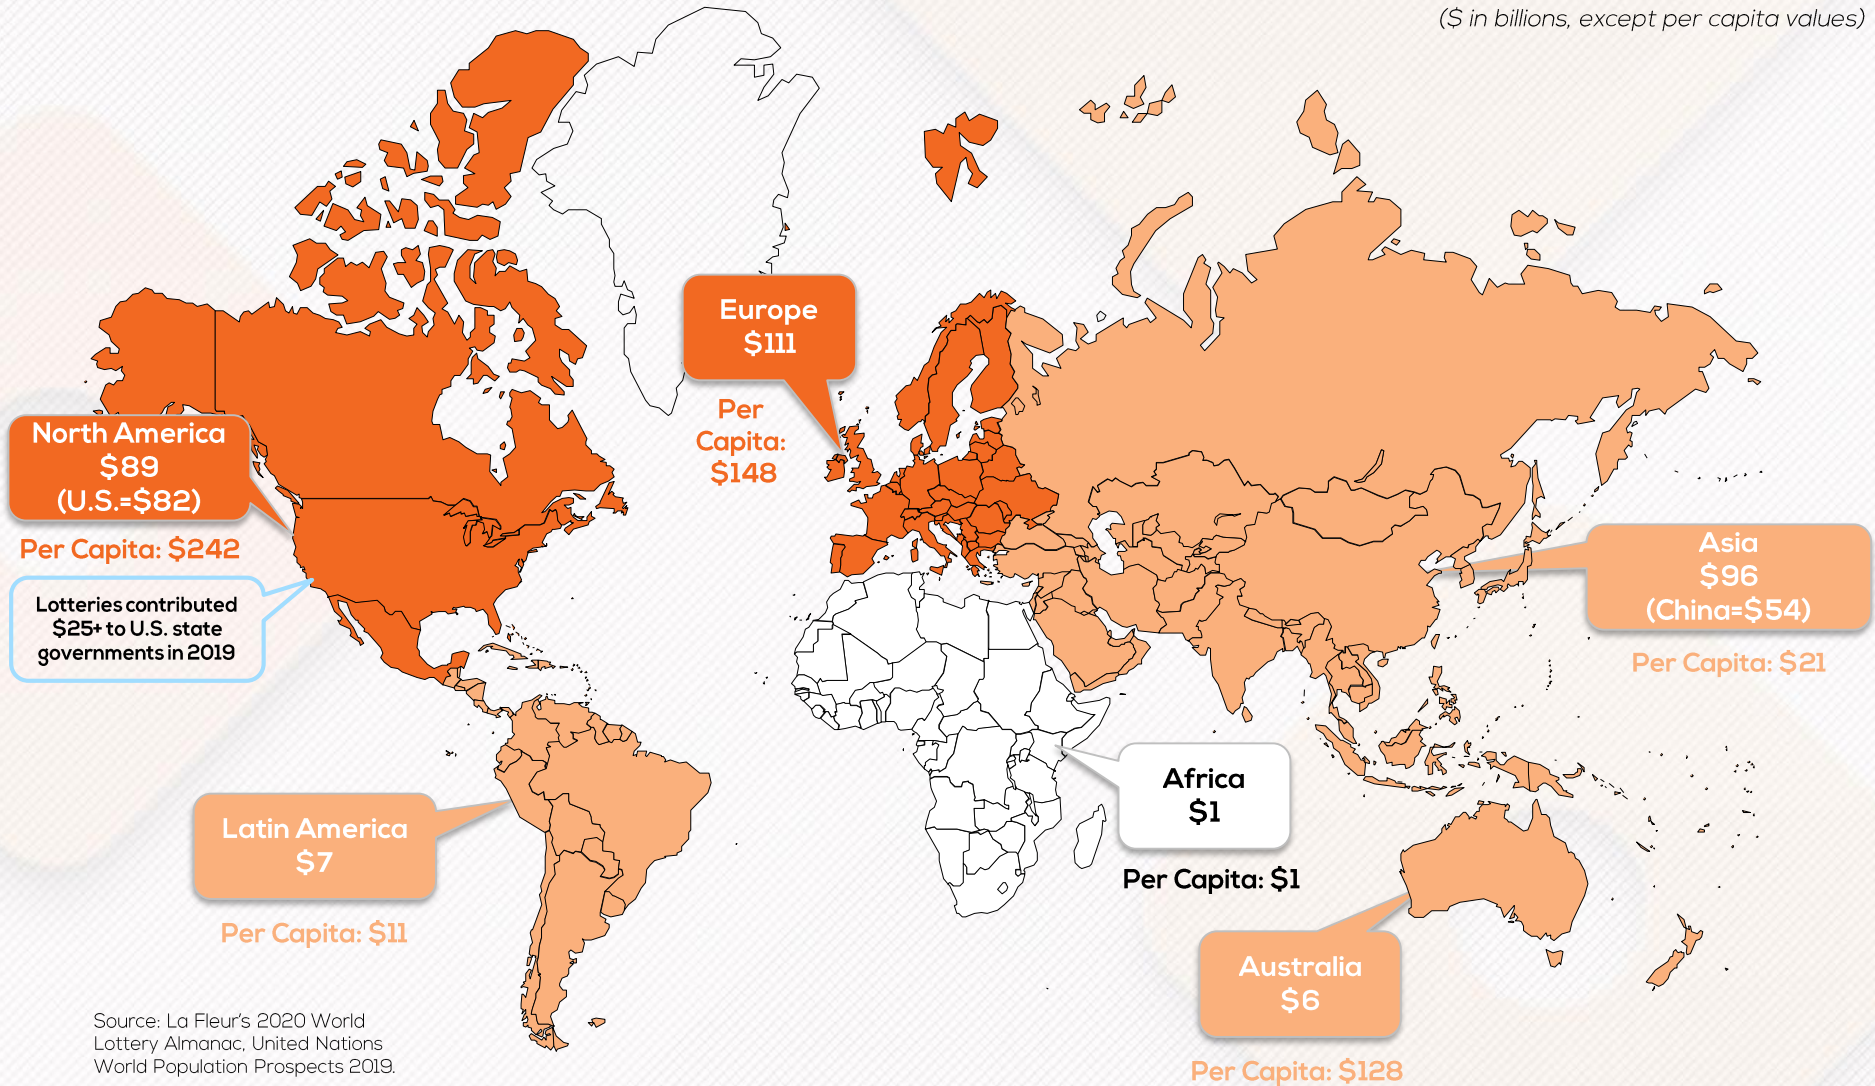 ($ in billions, except per capita values)
Europe
$111
Per
Capita:
$148
North America
$89
(U.S.=$82)
Per Capita: $242
Lotteries contributed
$25+ to U.S. state
governments in 2019
Asia
$96
(China=$54)
Per Capita: $21
Africa
$1
Per Capita: $1
Latin America
$7
Per Capita: $11
Australia
$6
Per Capita: $128
Source: La Fleur's 2020 World
Lottery Almanac, United Nations
World Population Prospects 2019.